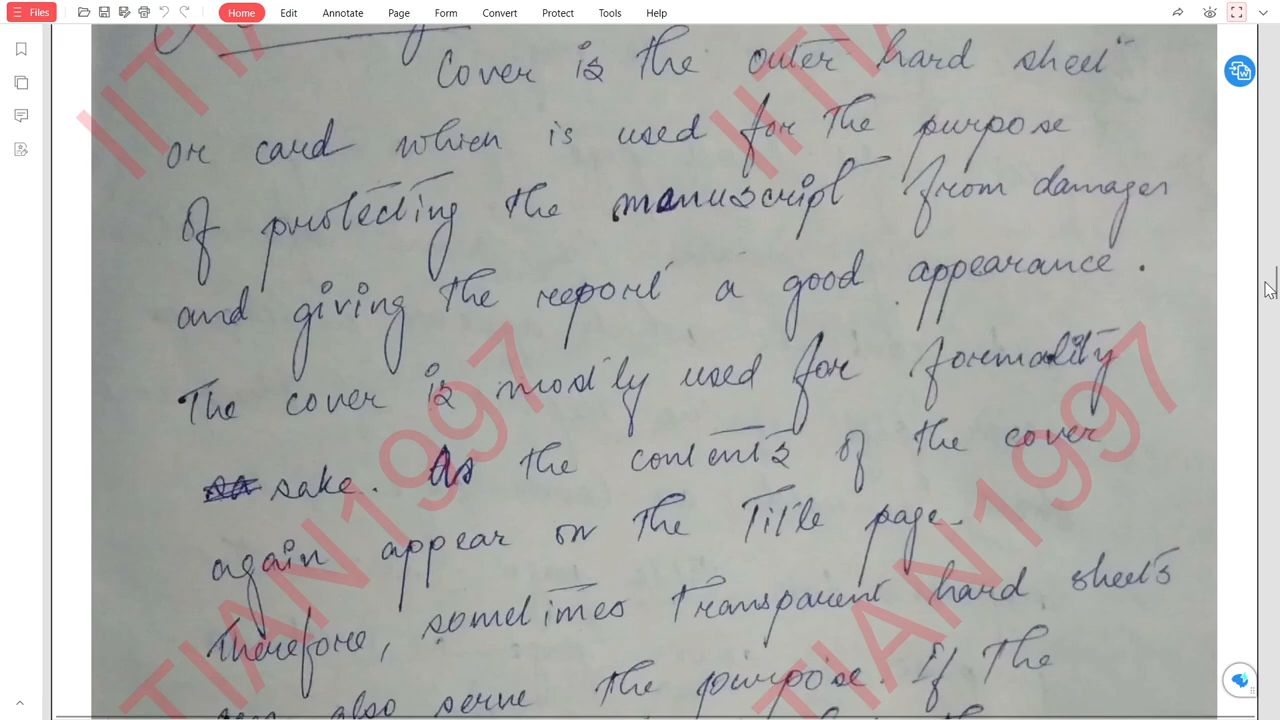 Files
Home Edit Annotate Page Form Convert Protect Tools Help
Cover is the outer hard sheet
or card which is used for the purpose
of protecting the manuscript from damages
and giving the report a good appearance.
The cover is mostly used for formality
sake. As the contents of the cover
again appear on the Title page.
Therefore, sometimes transparent hard sheets
also serve the purpose. If the
TIAN1997
TIAN1997